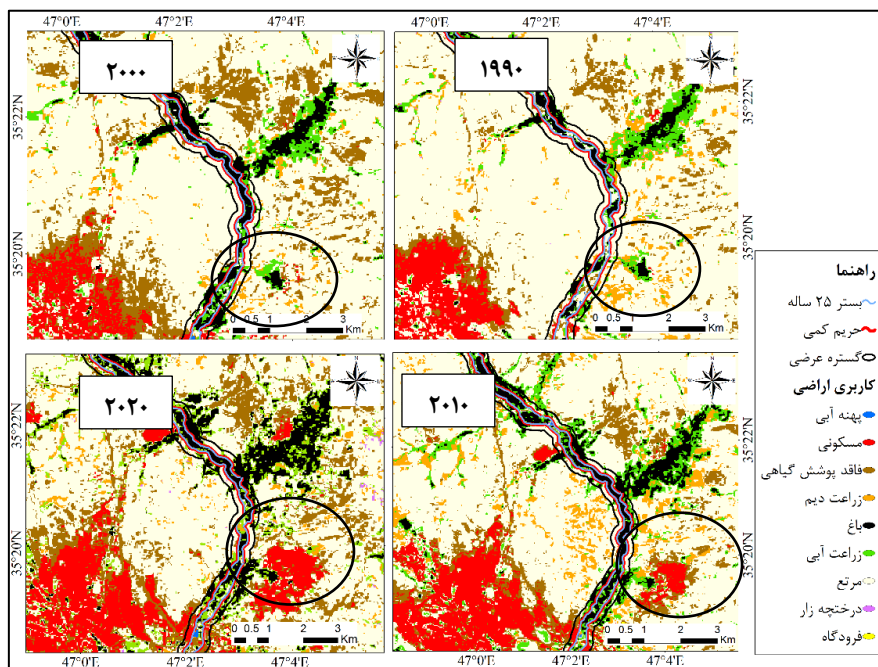 47°0'E 47°2'E 47°4'E 47°2'E 47°4'E
۲۰۰۰
۱۹۹۰
35°22'N
35°20'N
35°22'N
35°20'N
0 0.5 1 2 3
Km
0 0.5 1 2 3
Km
۲۰۲۰
۲۰۱۰
35°22'N
35°20'N
35°22'N
35°20'N
0 0.5 1 2 3
Km
0 0.5 1 2 3
Km
47°0'E 47°2'E 47°4'E 47°0'E 47°2'E 47°4'E
راهنما
بستر ۲۵ ساله
حریم کمی
گستره عرضی
کاربری اراضی
پهنه آبی
مسکونی
فاقد پوشش گیاهی
زراعت دیم
باغ
زراعت آبی
مرتع
درختچه زار
فرودگاه